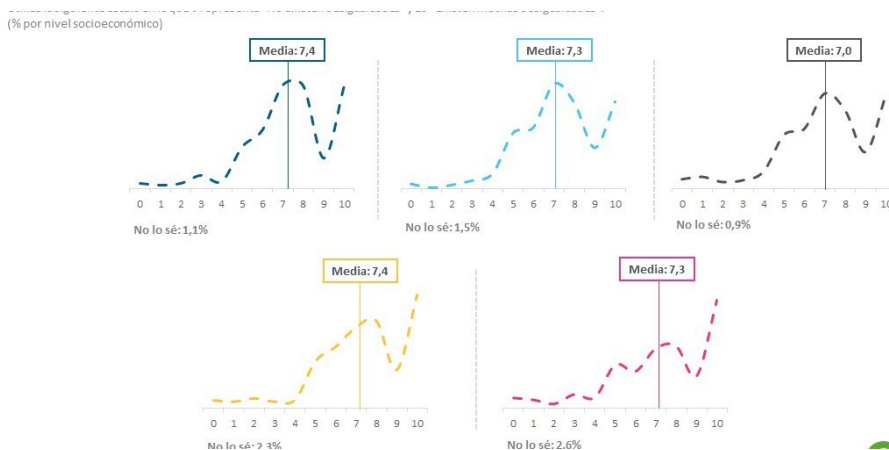 (% por nivel socioeconómico)
Media: 7,4
Media: 7,3
Media: 7,0
0 1 2 3 4 5 6 7 8 9 10
0 1 2 3 4 5 6 7 8 9 10
0 1 2 3 4 5 6 7 8 9 10
No lo sé: 1,1%
No lo sé: 1,5%
No lo sé: 0,9%
Media: 7,4
Media: 7,3
0 1 2 3 4 5 6 7 8 9 10
0 1 2 3 4 5 6 7 8 9 10
No lo sé: 2,3%
No lo sé: 2,6%